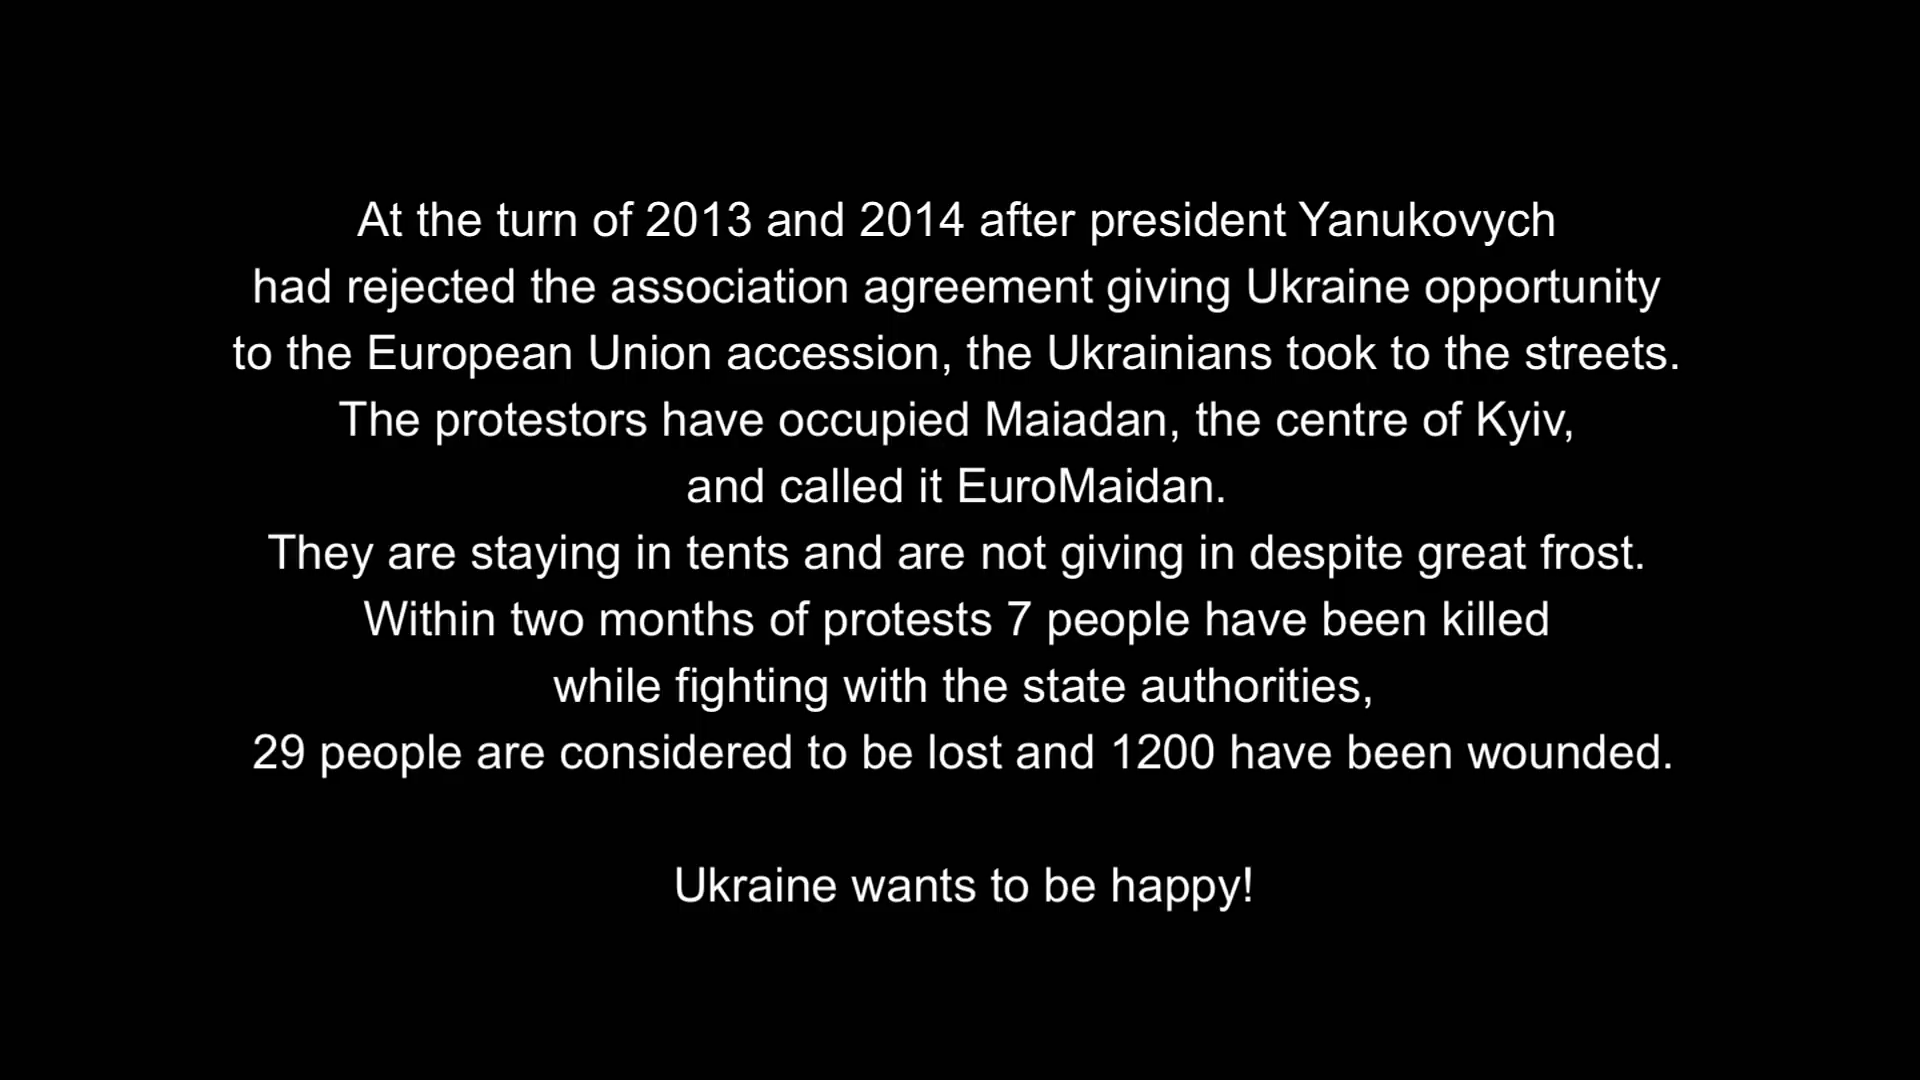 At the turn of 2013 and 2014 after president Yanukovych
had rejected the association agreement giving Ukraine opportunity
to the European Union accession, the Ukrainians took to the streets.
The protestors have occupied Maiadan, the centre of Kyiv,
and called it EuroMaidan.
They are staying in tents and are not giving in despite great frost.
Within two months of protests 7 people have been killed
while fighting with the state authorities,
29 people are considered to be lost and 1200 have been wounded.
Ukraine wants to be happy!